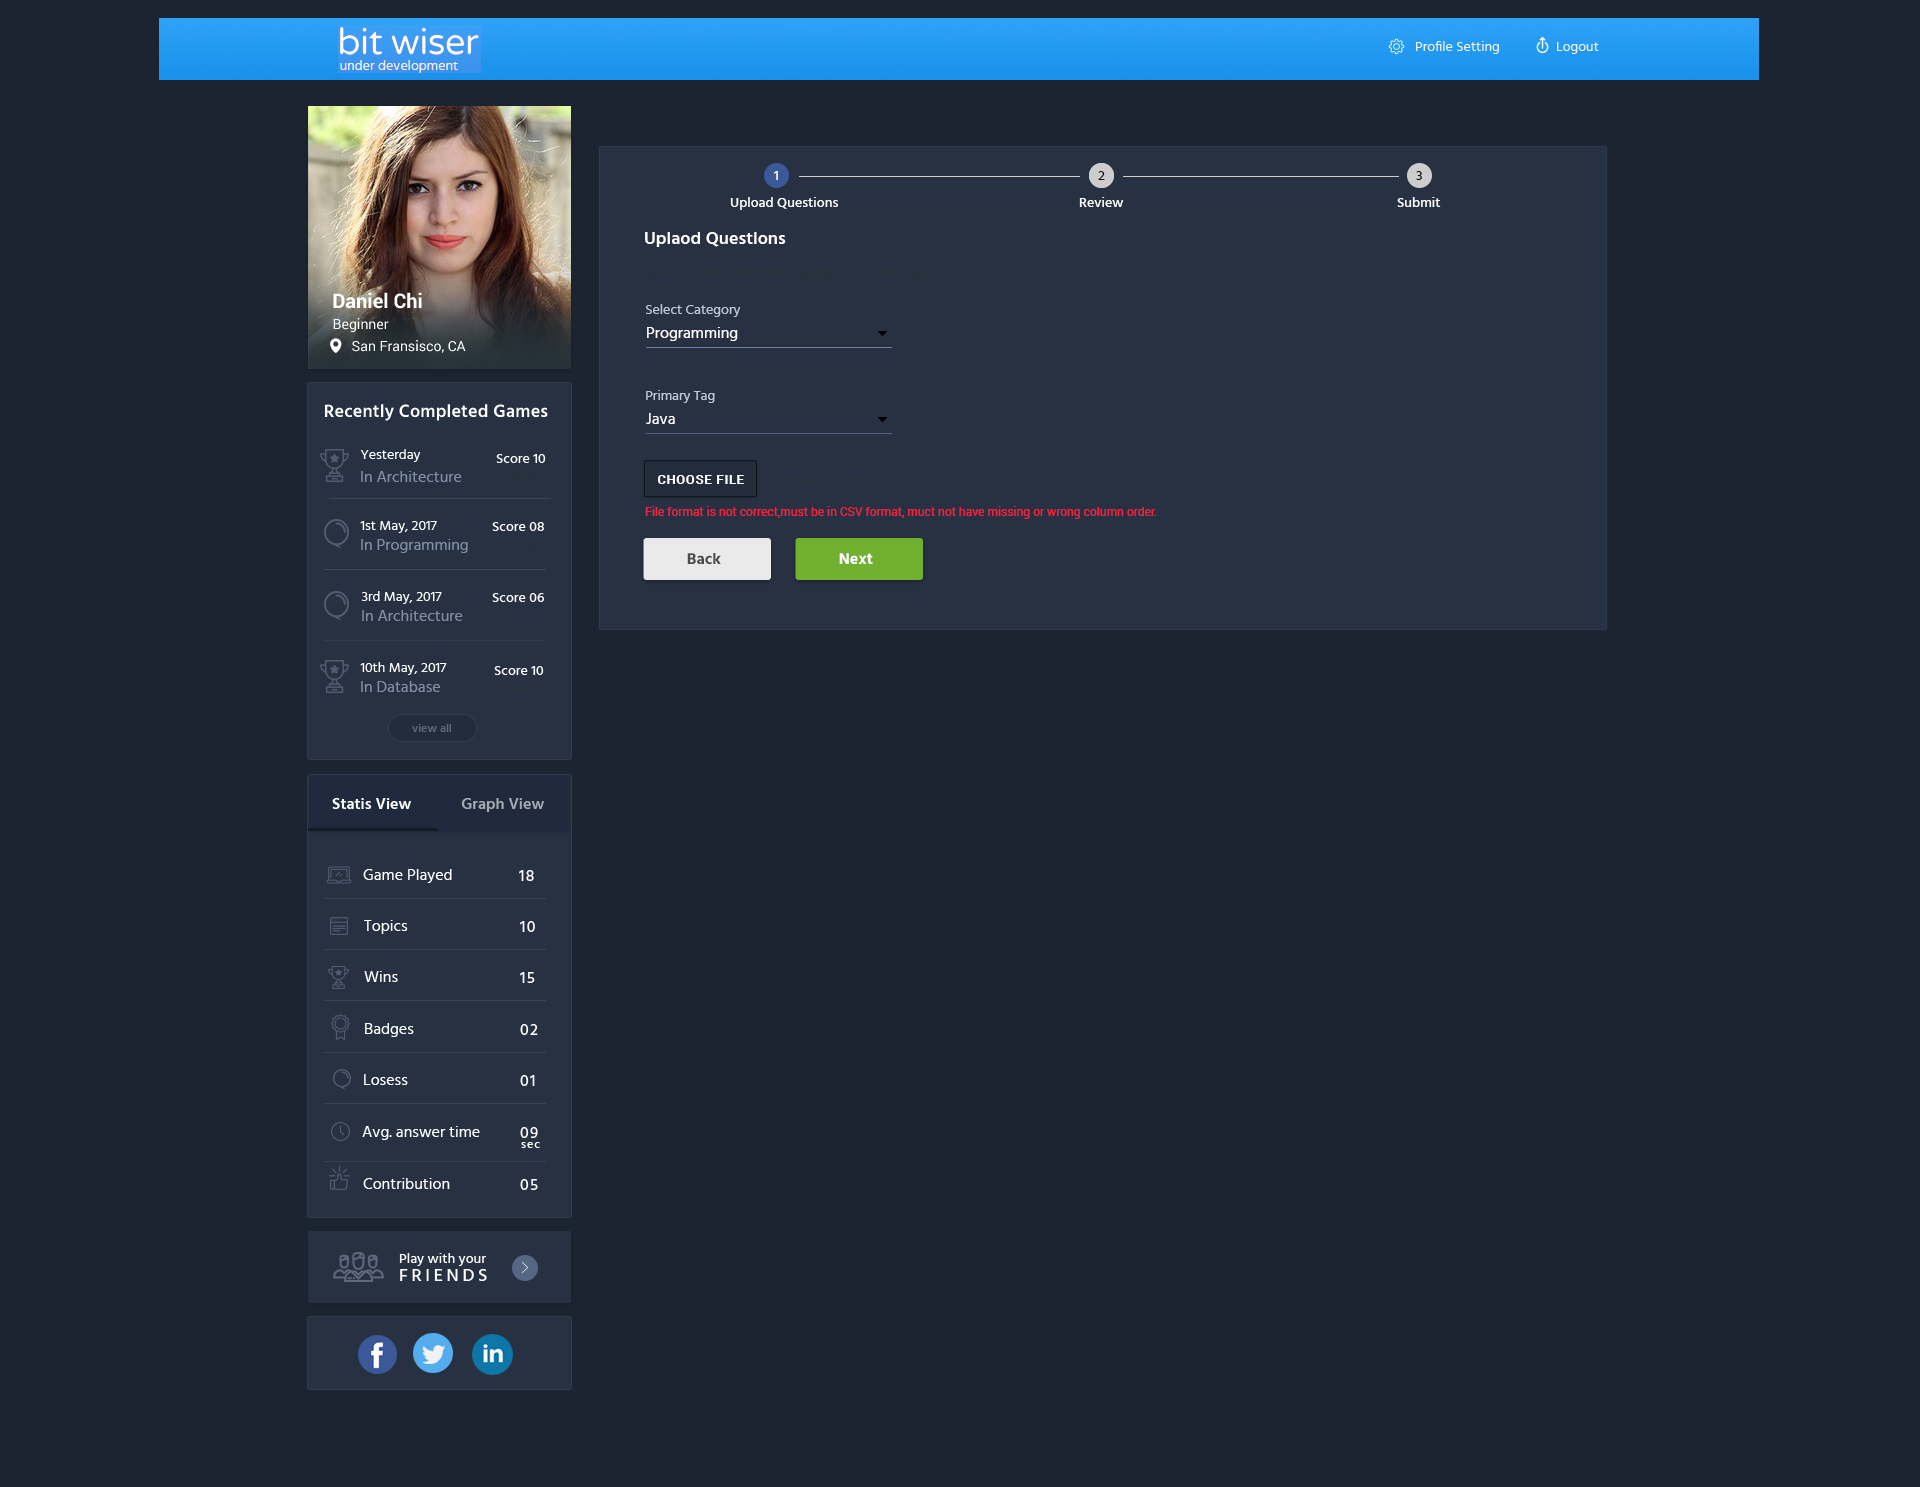 bit wiser
under development
Profile Setting
Logout
Daniel Chi
Beginner
San Fransisco, CA
1
2
3
Upload Questions
Review
Submit
Uplaod Questions
Select Category
Programming
Primary Tag
Java
CHOOSE FILE
File format is not correct,must be in CSV format, muct not have missing or wrong column order.
Back
Next
Recently Completed Games
Yesterday
In Architecture
Score 10
1st May, 2017
In Programming
Score 08
3rd May, 2017
In Architecture
Score 06
10th May, 2017
In Database
Score 10
view all
Statis View
Graph View
Game Played 18
Topics 10
Wins 15
Badges 02
Losess 01
Avg. answer time 09
sec
Contribution 05
Play with your
FRIENDS
f
in